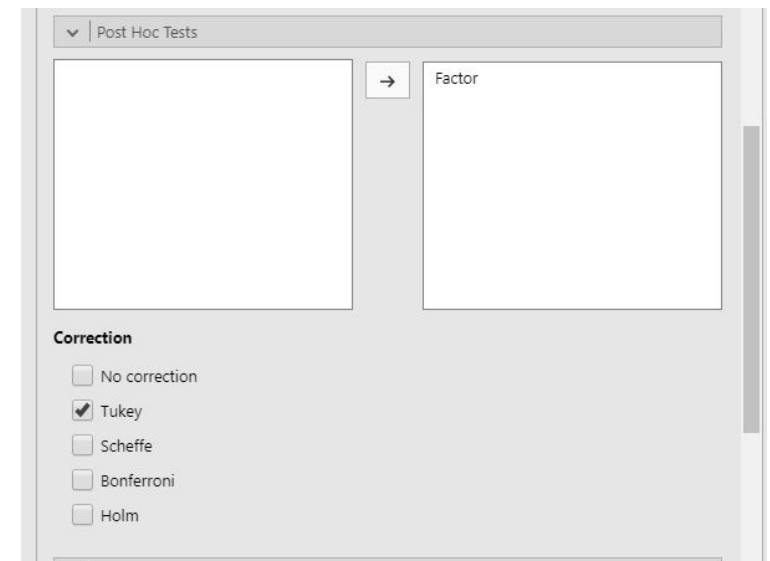 Post Hoc Tests
Factor
Correction
No correction
Tukey
Scheffe
Bonferroni
Holm